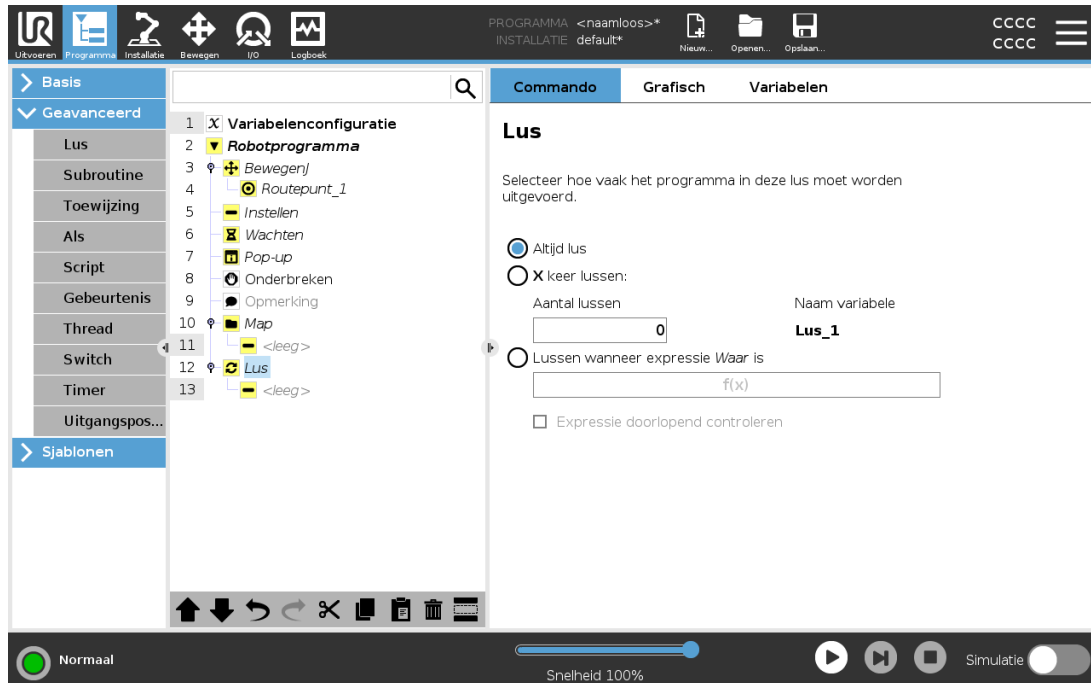 PROGRAMMA <naamloos>*
INSTALLATIE default*
UR
Uitvoeren
Programma
Installatie
Bewegen
I/O
Logboek
Nieuw...
Openen...
Opslaan...
CCCC
CCCC
Basis
Geavanceerd
Lus
Subroutine
Toewijzing
Als
Script
Gebeurtenis
Thread
Switch
Timer
Uitgangspos...
Sjablonen
1 X Variabelenconfiguratie
2 Robotprogramma
3 BewegenJ
4 Routepunt_1
5 Instellen
6 Wachten
7 Pop-up
8 Onderbreken
9 Opmerking
10 Map
11 <leeg>
12 Lus
13 <leeg>
Commando Grafisch Variabelen
Lus
Selecteer hoe vaak het programma in deze lus moet worden
uitgevoerd.
Altijd lus
X keer lussen:
Aantal lussen Naam variabele
0 Lus_1
Lussen wanneer expressie Waar is
f(x)
Expressie doorlopend controleren
Normaal
Snelheid 100%
Simulatie